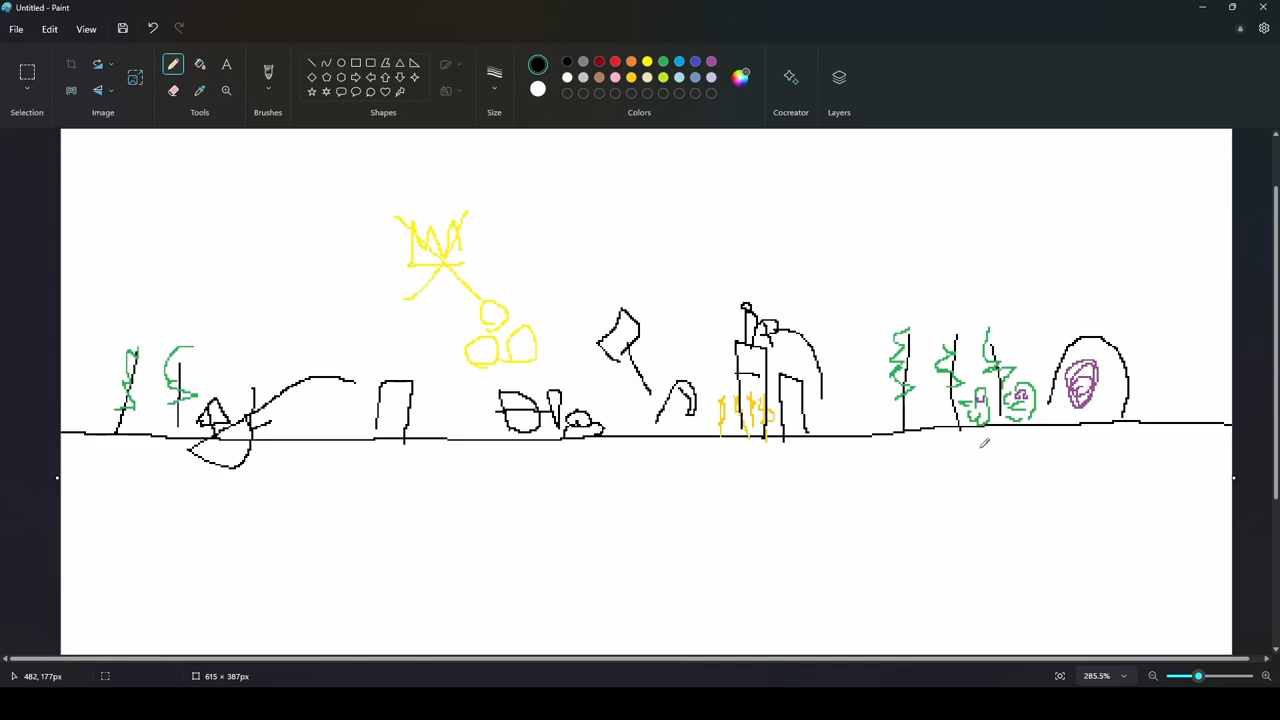 Untitled - Paint
File Edit View
Selection Image Tools Brushes Shapes Size Colors Cocreator Layers
482, 177px 615 × 387px 285.5%